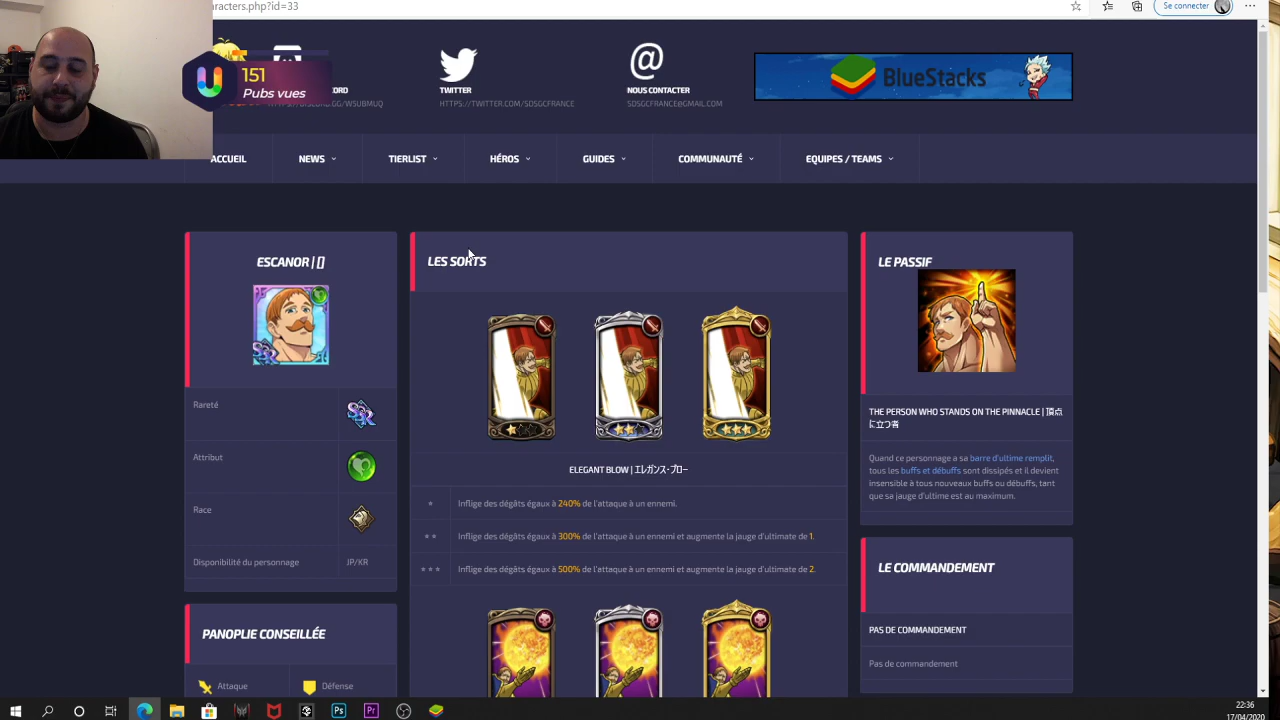 aracters.php?id=33
Se connecter
151
Pubs vues
TWITTER
HTTPS://TWITTER.COM/SDSGCFRANCE
NOUS CONTACTER
SDSGCFRANCE@GMAIL.COM
BlueStacks
ACCUEIL
NEWS
TIERLIST
HÉROS
GUIDES
COMMUNAUTÉ
EQUIPES / TEAMS
ESCANOR | []
SR
Rareté
SR
Attribut
Race
Disponibilité du personnage
JP/KR
PANOPLIE CONSEILLÉE
Attaque
Défense
LES SORTS
ELEGANT BLOW | エレガンス・ブロー
Inflige des dégâts égaux à 240% de l'attaque à un ennemi.
Inflige des dégâts égaux à 300% de l'attaque à un ennemi et augmente la jauge d'ultimate de 1.
Inflige des dégâts égaux à 500% de l'attaque à un ennemi et augmente la jauge d'ultimate de 2.
LE PASSIF
THE PERSON WHO STANDS ON THE PINNACLE | 頂点
に立つ者
Quand ce personnage a sa barre d'ultime remplit,
tous les buffs et débuffs sont dissipés et il devient
insensible à tous nouveaux buffs ou débuffs, tant
que sa jauge d'ultime est au maximum.
LE COMMANDEMENT
PAS DE COMMANDEMENT
Pas de commandement
Ps
Pr
22:36
17/04/2020